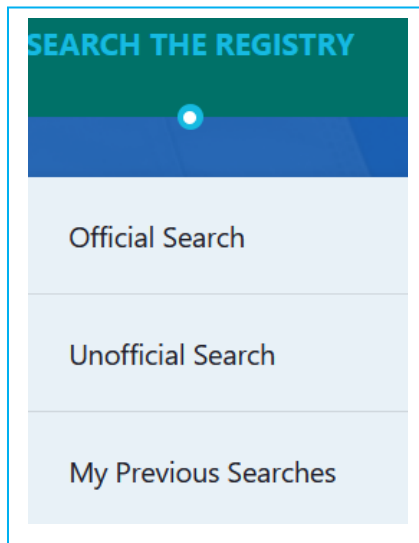 SEARCH THE REGISTRY
Official Search
Unofficial Search
My Previous Searches